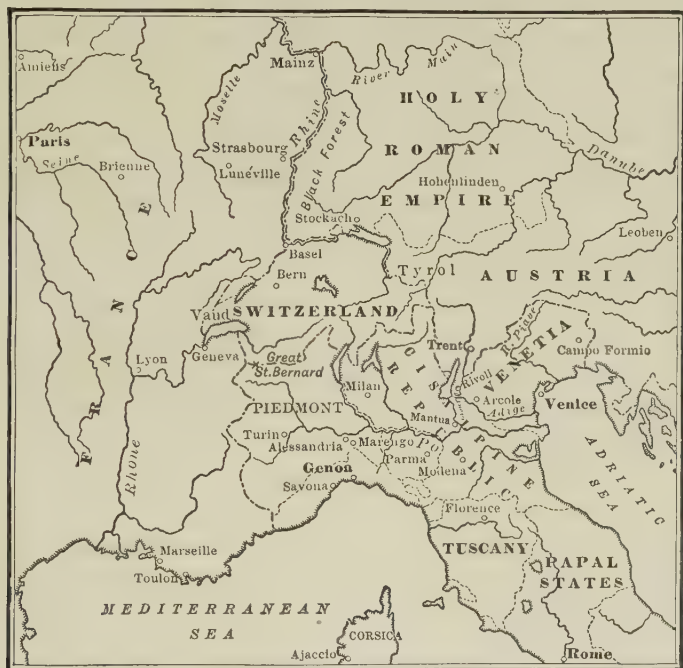 Amiens
Mainz
River Main
Moselle
HOLY
Paris
Seine
Brienne
Strasbourg
Lunéville
Rhine
Black Forest
ROMAN
Danube
Hohenlinden
EMPIRE
Stockach
Leoben
Basel
Bern
Tyrol
AUSTRIA
FRANCE
Vaud
SWITZERLAND
Geneva
Great
St.Bernard
Lyon
Trent
R. Piave
VENETIA
Campo Formio
CISALPINE
REPUBLIC
Rivoli
Milan
Arcole
Adige
Venice
Mantua
PIEDMONT
Turin
Alessandria
Marengo
Po
Parma
Modena
Genoa
Savona
Rhone
ADRIATIC
SEA
Florence
TUSCANY
PAPAL
STATES
Marseille
Toulon
MEDITERRANEAN
SEA
CORSICA
Ajaccio
Rome